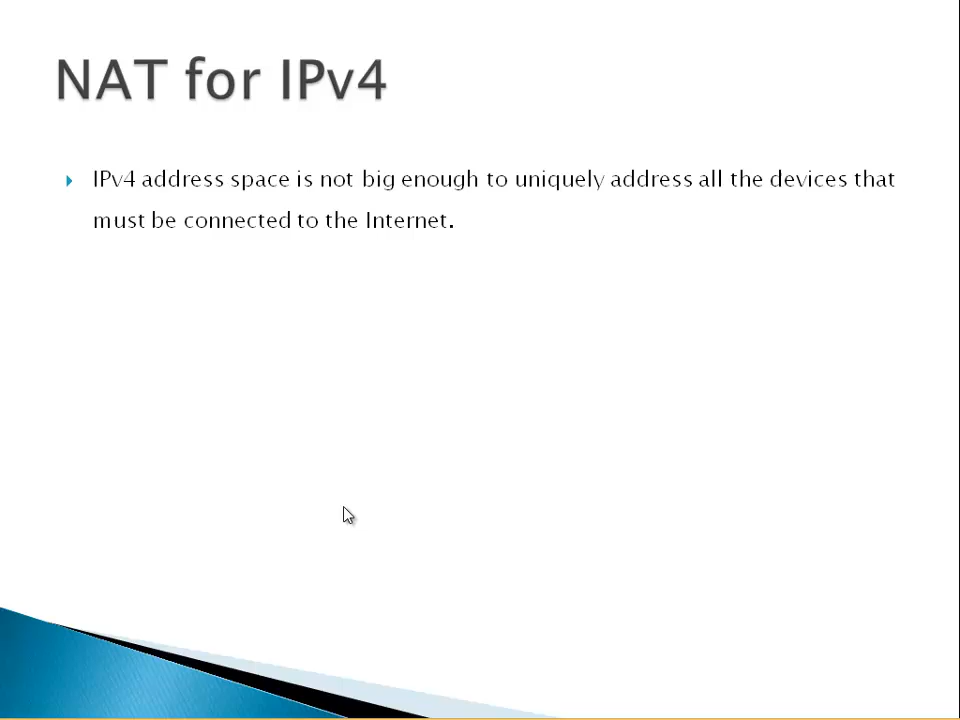 NAT for IPv4
IPv4 address space is not big enough to uniquely address all the devices that
must be connected to the Internet.